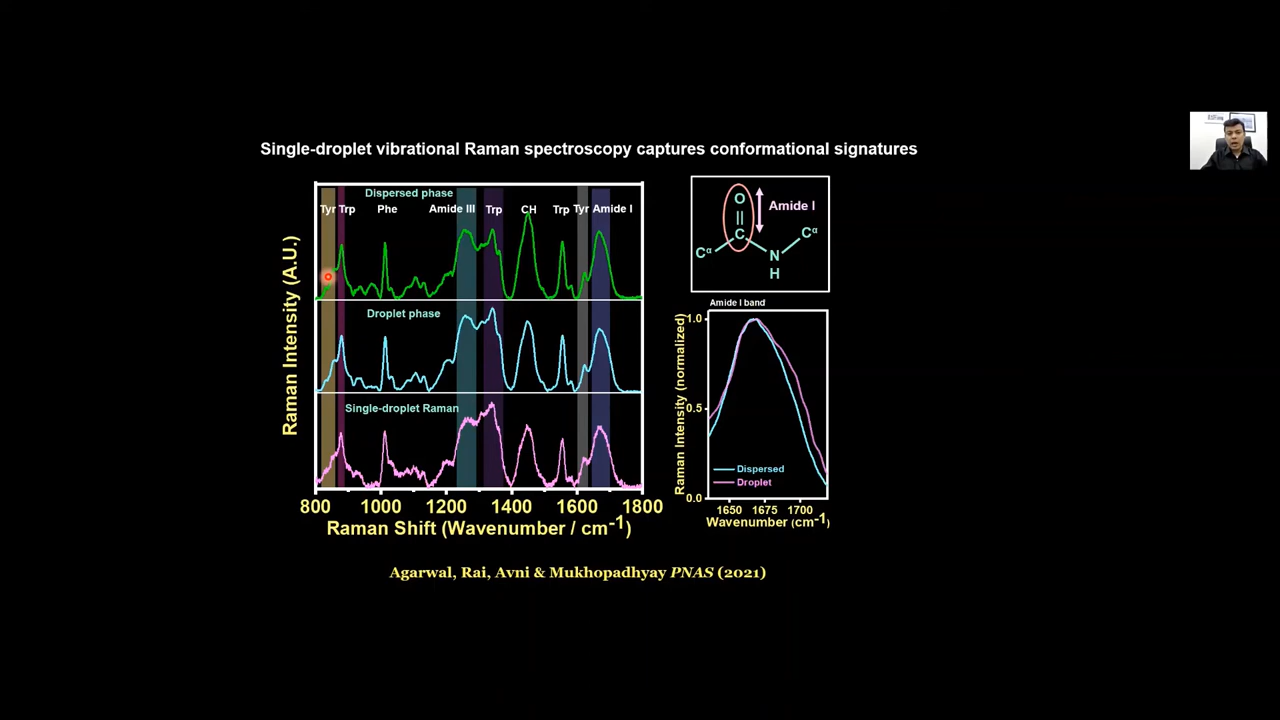 Single-droplet vibrational Raman spectroscopy captures conformational signatures
Raman Intensity (A.U.)
Dispersed phase
Tyr Trp Phe Amide III Trp CH Trp Tyr Amide I
Droplet phase
Single-droplet Raman
800 1000 1200 1400 1600 1800
Raman Shift (Wavenumber / cm-1)
O
Amide I
C
Cα
Cα
N
H
Amide I band
Raman Intensity (normalized)
1.0
0.5
0.0
Dispersed
Droplet
1650 1675 1700
Wavenumber (cm-1)
Agarwal, Rai, Avni & Mukhopadhyay PNAS (2021)